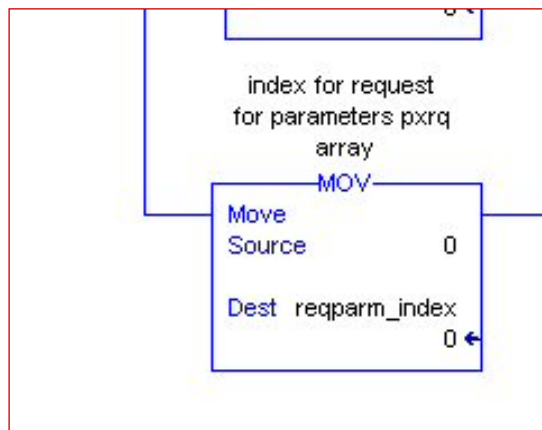 0
index for request
for parameters pxrq
array
MOV
Move
Source 0
Dest reqparm_index
0